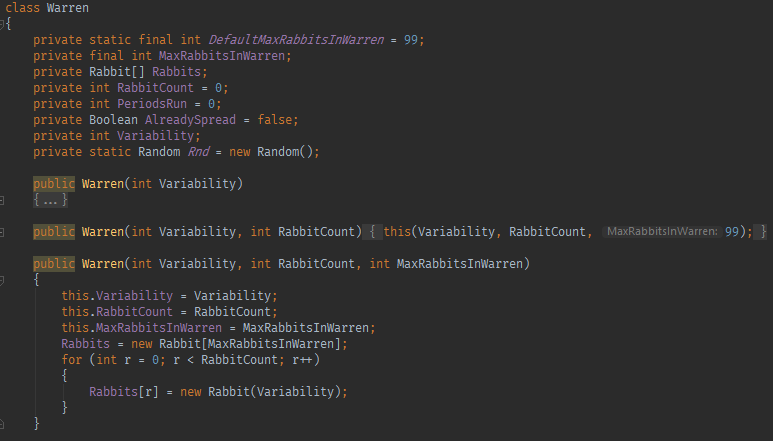 class Warren
{
    private static final int DefaultMaxRabbitsInWarren = 99;
    private final int MaxRabbitsInWarren;
    private Rabbit[] Rabbits;
    private int RabbitCount = 0;
    private int PeriodsRun = 0;
    private Boolean AlreadySpread = false;
    private int Variability;
    private static Random Rnd = new Random();

    public Warren(int Variability)
    {...}

    public Warren(int Variability, int RabbitCount) { this(Variability, RabbitCount, MaxRabbitsInWarren: 99); }

    public Warren(int Variability, int RabbitCount, int MaxRabbitsInWarren)
    {
        this.Variability = Variability;
        this.RabbitCount = RabbitCount;
        this.MaxRabbitsInWarren = MaxRabbitsInWarren;
        Rabbits = new Rabbit[MaxRabbitsInWarren];
        for (int r = 0; r < RabbitCount; r++)
        {
            Rabbits[r] = new Rabbit(Variability);
        }
    }